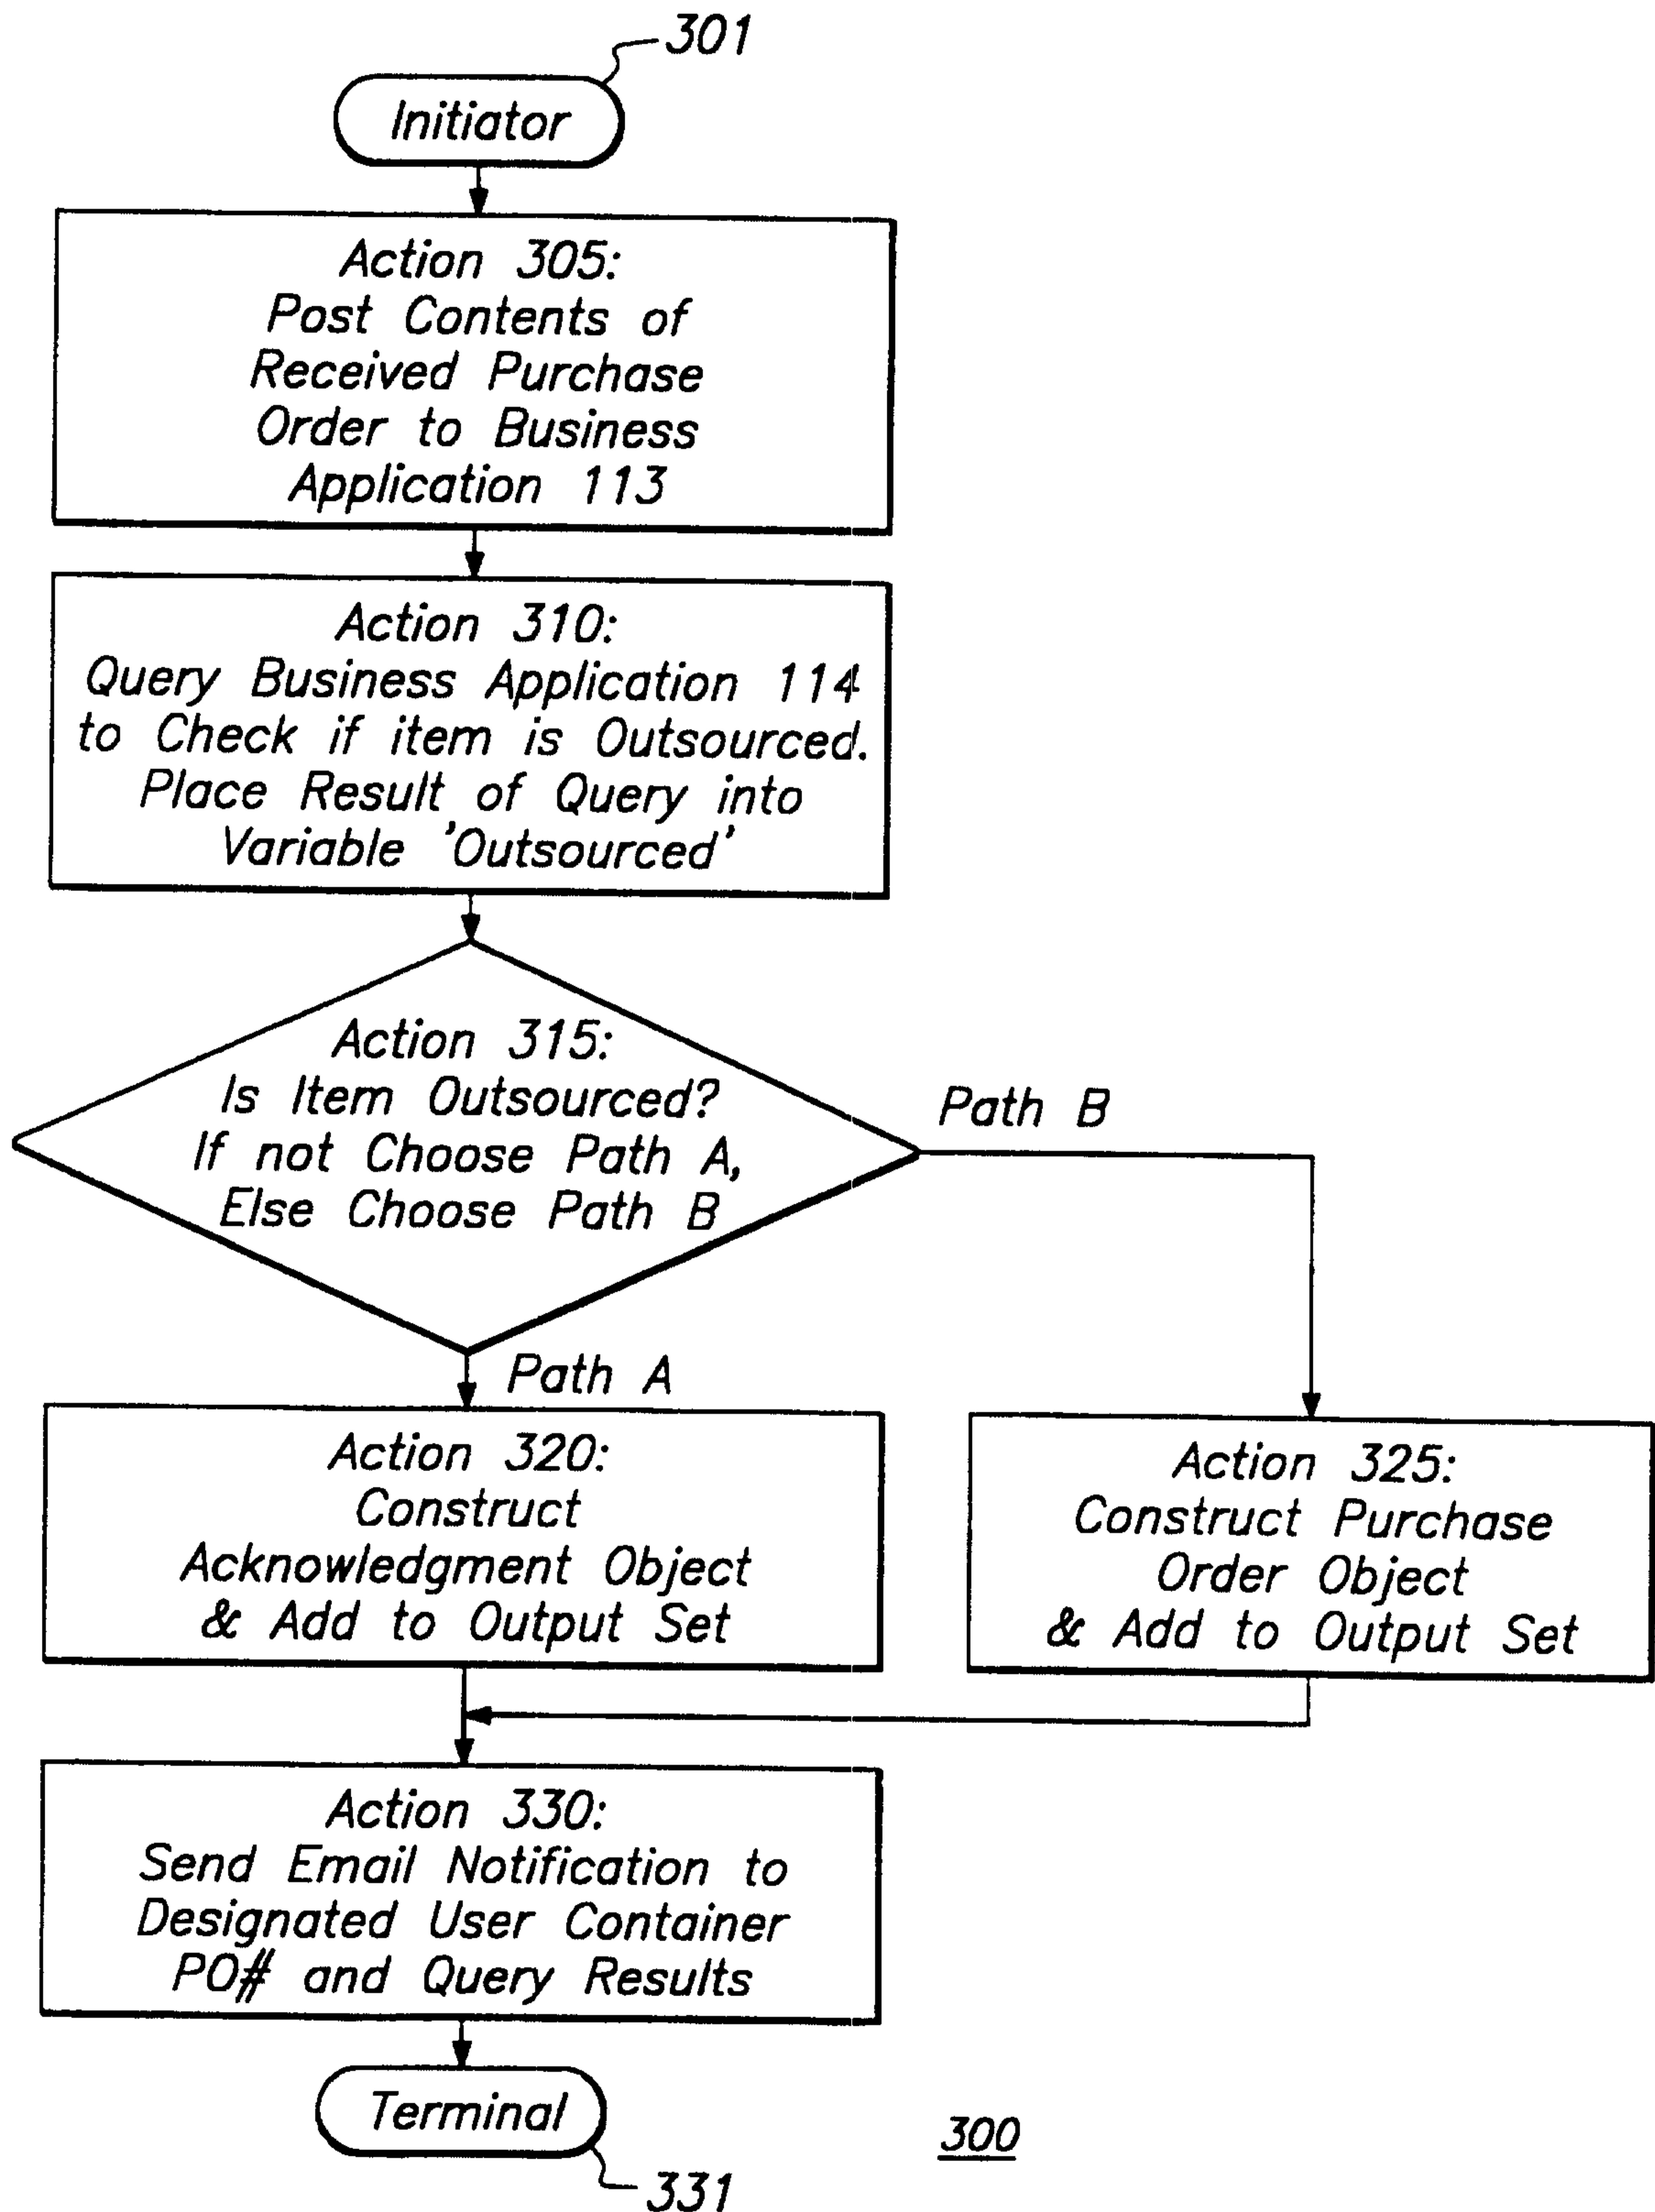 301
Initiator
Action 305:
Post Contents of
Received Purchase
Order to Business
Application 113
Action 310:
Query Business Application 114
to Check if item is Outsourced.
Place Result of Query into
Variable 'Outsourced'
Action 315:
Is Item Outsourced?
If not Choose Path A,
Else Choose Path B
Path B
Path A
Action 320:
Construct
Acknowledgment Object
& Add to Output Set
Action 325:
Construct Purchase
Order Object
& Add to Output Set
Action 330:
Send Email Notification to
Designated User Container
PO# and Query Results
Terminal
300
331